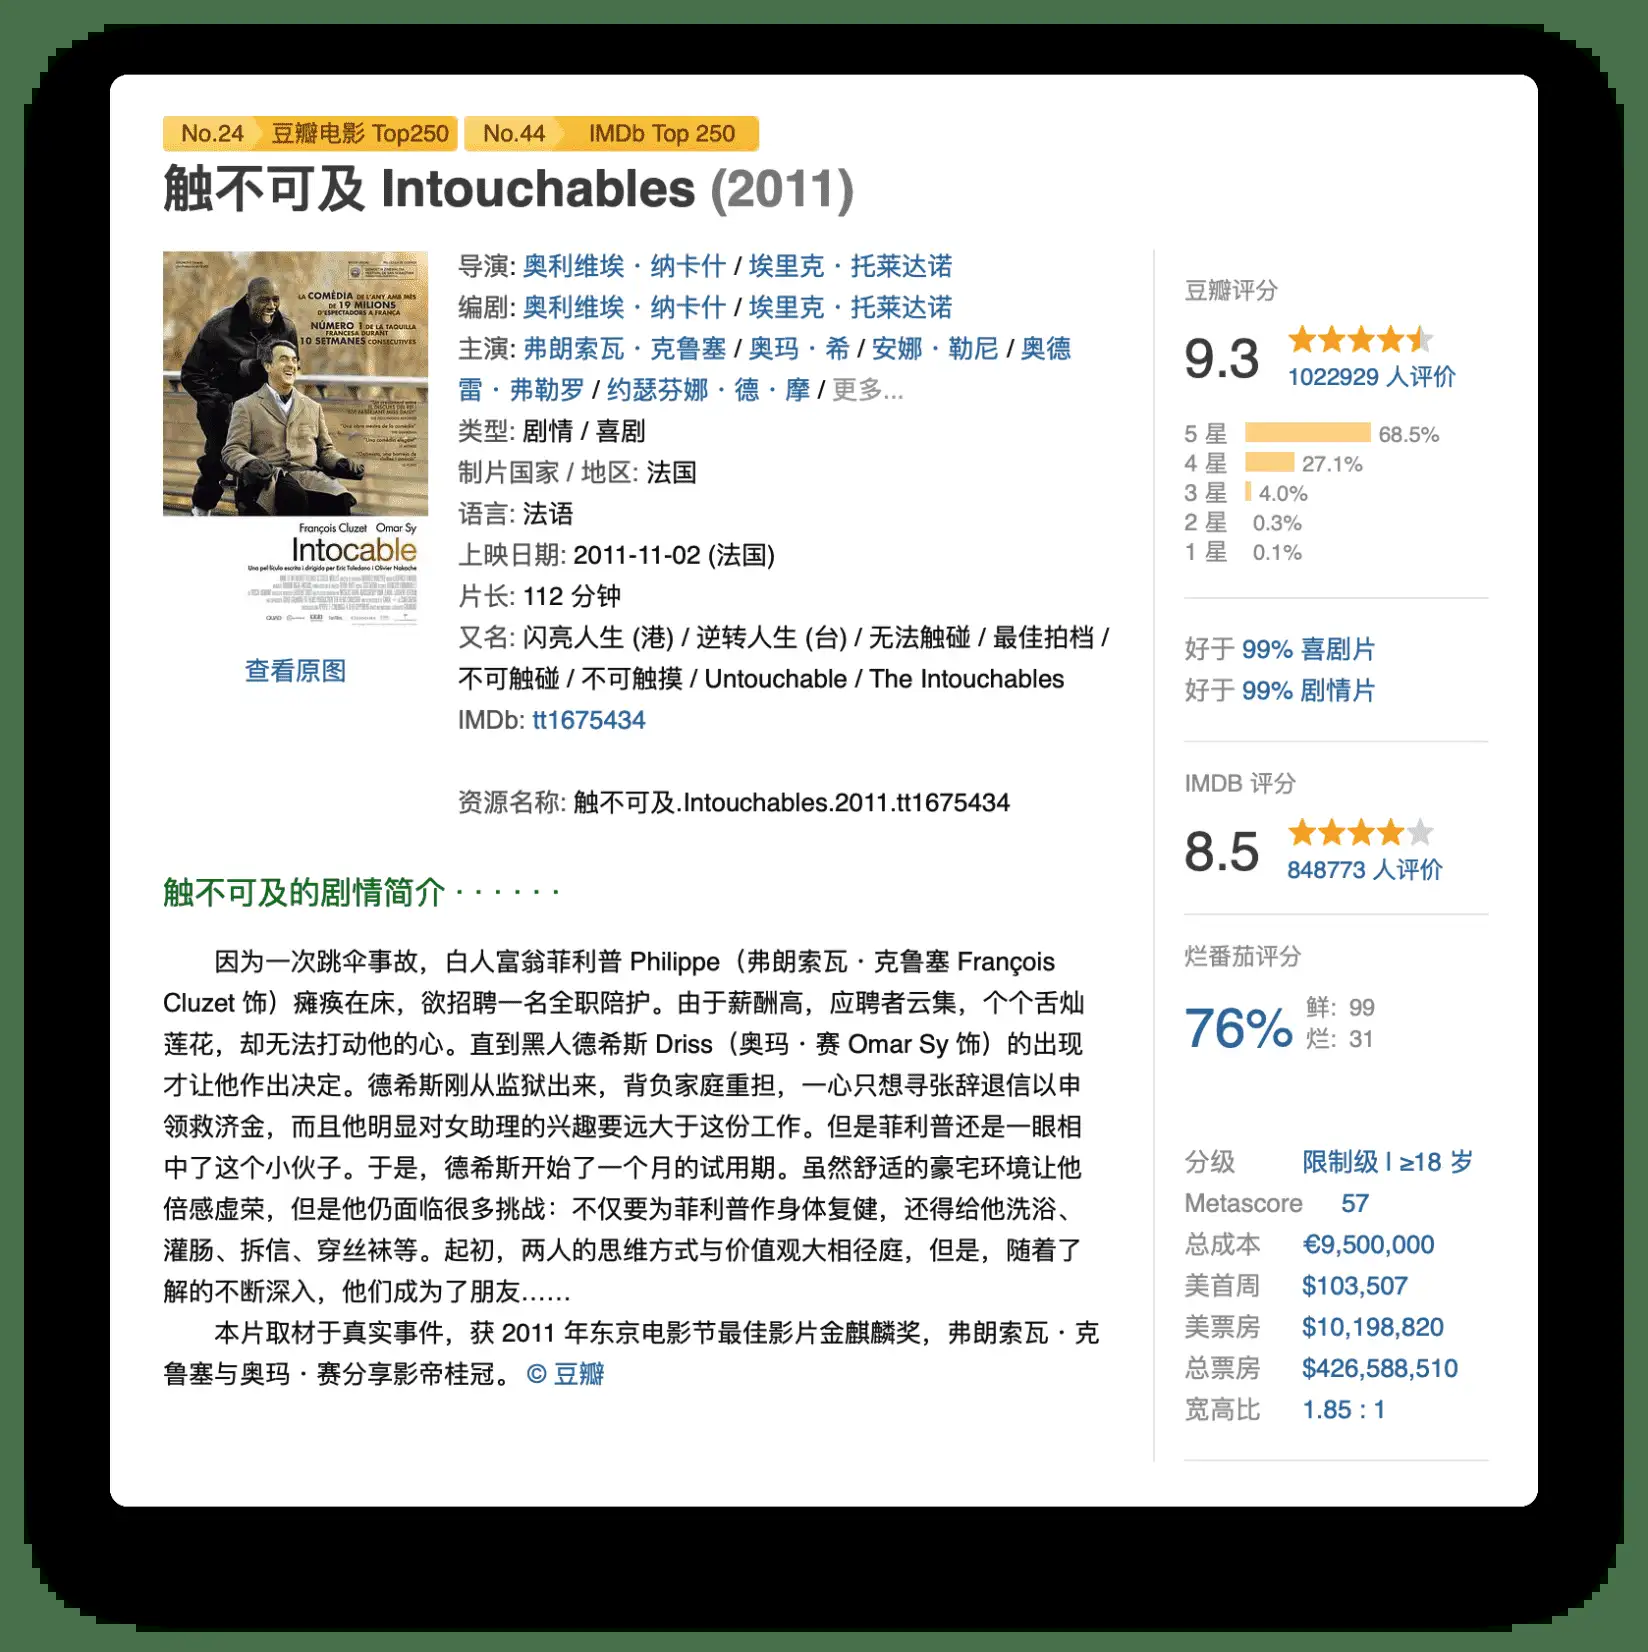 No.24 豆瓣电影 Top250 No.44 IMDb Top 250
触不可及 Intouchables (2011)
LA COMÈDIA DE L'ANY AMB MÉS
DE 19 MILIONS
D'ESPECTADORS A FRANÇA
NÚMERO 1 DE LA TAQUILLA
FRANCESA DURANT
10 SETMANES CONSECUTIVES
François Cluzet Omar Sy
Intocable
Una pel·lícula escrita i dirigida per Eric Toledano i Olivier Nakache
查看原图
导演: 奥利维埃 · 纳卡什 / 埃里克 · 托莱达诺
编剧: 奥利维埃 · 纳卡什 / 埃里克 · 托莱达诺
主演: 弗朗索瓦 · 克鲁塞 / 奥玛 · 希 / 安娜 · 勒尼 / 奥德
雷 · 弗勒罗 / 约瑟芬娜 · 德 · 摩 / 更多...
类型: 剧情 / 喜剧
制片国家 / 地区: 法国
语言: 法语
上映日期: 2011-11-02 (法国)
片长: 112 分钟
又名: 闪亮人生 (港) / 逆转人生 (台) / 无法触碰 / 最佳拍档 /
不可触碰 / 不可触摸 / Untouchable / The Intouchables
IMDb: tt1675434
资源名称: 触不可及.Intouchables.2011.tt1675434
触不可及的剧情简介 · · · · · ·
因为一次跳伞事故，白人富翁菲利普 Philippe（弗朗索瓦 · 克鲁塞 François
Cluzet 饰）瘫痪在床，欲招聘一名全职陪护。由于薪酬高，应聘者云集，个个舌灿
莲花，却无法打动他的心。直到黑人德希斯 Driss（奥玛 · 赛 Omar Sy 饰）的出现
才让他作出决定。德希斯刚从监狱出来，背负家庭重担，一心只想寻张辞退信以申
领救济金，而且他明显对女助理的兴趣要远大于这份工作。但是菲利普还是一眼相
中了这个小伙子。于是，德希斯开始了一个月的试用期。虽然舒适的豪宅环境让他
倍感虚荣，但是他仍面临很多挑战：不仅要为菲利普作身体复健，还得给他洗浴、
灌肠、拆信、穿丝袜等。起初，两人的思维方式与价值观大相径庭，但是，随着了
解的不断深入，他们成为了朋友……
本片取材于真实事件，获 2011 年东京电影节最佳影片金麒麟奖，弗朗索瓦 · 克
鲁塞与奥玛 · 赛分享影帝桂冠。 © 豆瓣
豆瓣评分
9.3
1022929 人评价
5 星 68.5%
4 星 27.1%
3 星 4.0%
2 星 0.3%
1 星 0.1%
好于 99% 喜剧片
好于 99% 剧情片
IMDB 评分
8.5
848773 人评价
烂番茄评分
76% 鲜: 99
烂: 31
分级 限制级 | ≥18 岁
Metascore 57
总成本 €9,500,000
美首周 $103,507
美票房 $10,198,820
总票房 $426,588,510
宽高比 1.85 : 1